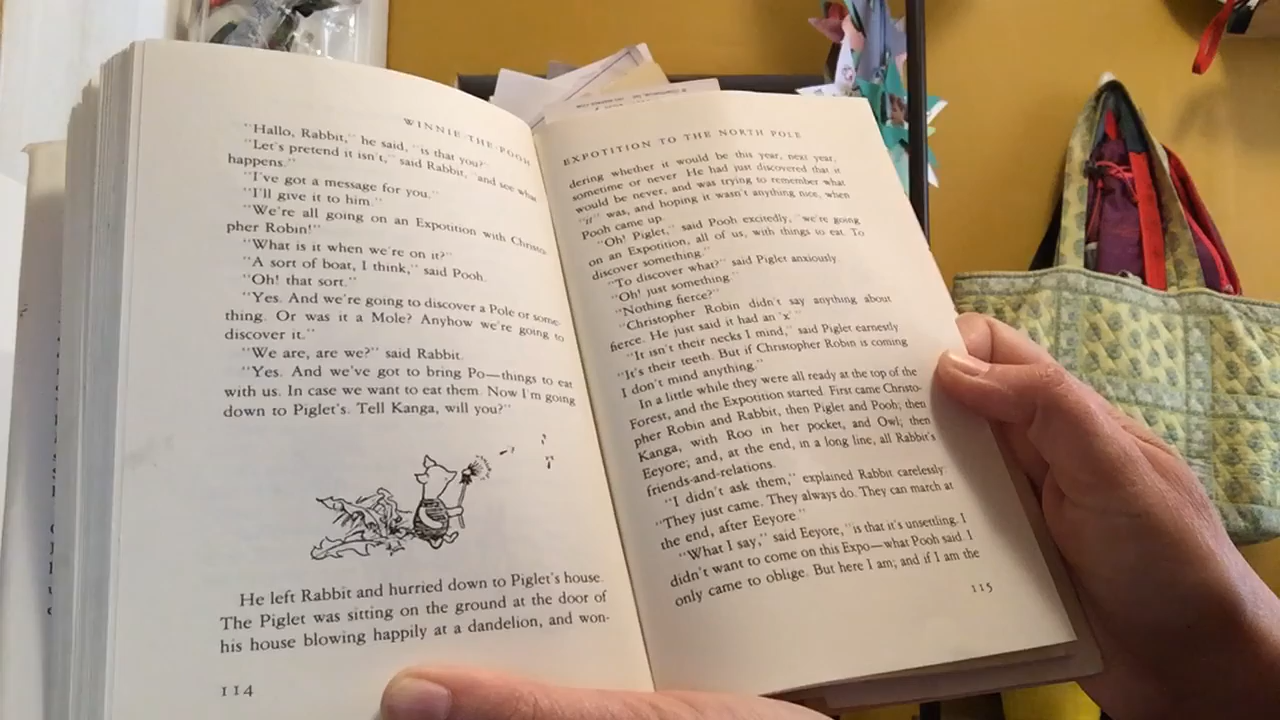 WINNIE-THE-POOH
"Hallo, Rabbit," he said, "is that you?"
"Let's pretend it isn't," said Rabbit, "and see what
happens."
"I've got a message for you."
"I'll give it to him."
"We're all going on an Expotition with Christo-
pher Robin!"
"What is it when we're on it?"
"A sort of boat, I think," said Pooh.
"Oh! that sort."
"Yes. And we're going to discover a Pole or some-
thing. Or was it a Mole? Anyhow we're going to
discover it."
"We are, are we?" said Rabbit.
"Yes. And we've got to bring Po—things to eat
with us. In case we want to eat them. Now I'm going
down to Piglet's. Tell Kanga, will you?"
He left Rabbit and hurried down to Piglet's house.
The Piglet was sitting on the ground at the door of
his house blowing happily at a dandelion, and won-
114
EXPOTITION TO THE NORTH POLE
dering whether it would be this year, next year,
sometime or never. He had just discovered that it
would be never, and was trying to remember what
"it" was, and hoping it wasn't anything nice, when
Pooh came up.
"Oh! Piglet," said Pooh excitedly, "we're going
on an Expotition, all of us, with things to eat. To
discover something."
"To discover what?" said Piglet anxiously.
"Oh! just something."
"Nothing fierce?"
"Christopher Robin didn't say anything about
fierce. He just said it had an 'x'."
"It isn't their necks I mind," said Piglet earnestly.
"It's their teeth. But if Christopher Robin is coming
I don't mind anything."
In a little while they were all ready at the top of the
Forest, and the Expotition started. First came Christo-
pher Robin and Rabbit, then Piglet and Pooh; then
Kanga, with Roo in her pocket, and Owl; then
Eeyore; and, at the end, in a long line, all Rabbit's
friends-and-relations.
"I didn't ask them," explained Rabbit carelessly.
"They just came. They always do. They can march at
the end, after Eeyore."
"What I say," said Eeyore, "is that it's unsettling. I
didn't want to come on this Expo—what Pooh said. I
only came to oblige. But here I am; and if I am the
115